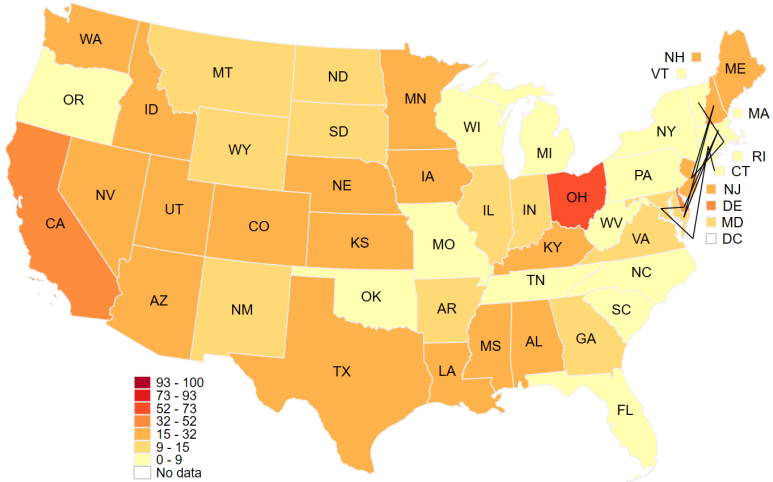 WA
MT
ND
MN
NH
ME
VT
OR
ID
SD
WI
MI
NY
MA
WY
RI
PA
CT
NV
UT
CO
NE
IA
IL
IN
OH
WV
NJ
DE
MD
DC
CA
KS
MO
KY
VA
AZ
NM
OK
AR
TN
NC
SC
TX
LA
MS
AL
GA
FL
93 - 100
73 - 93
52 - 73
32 - 52
15 - 32
9 - 15
0 - 9
No data